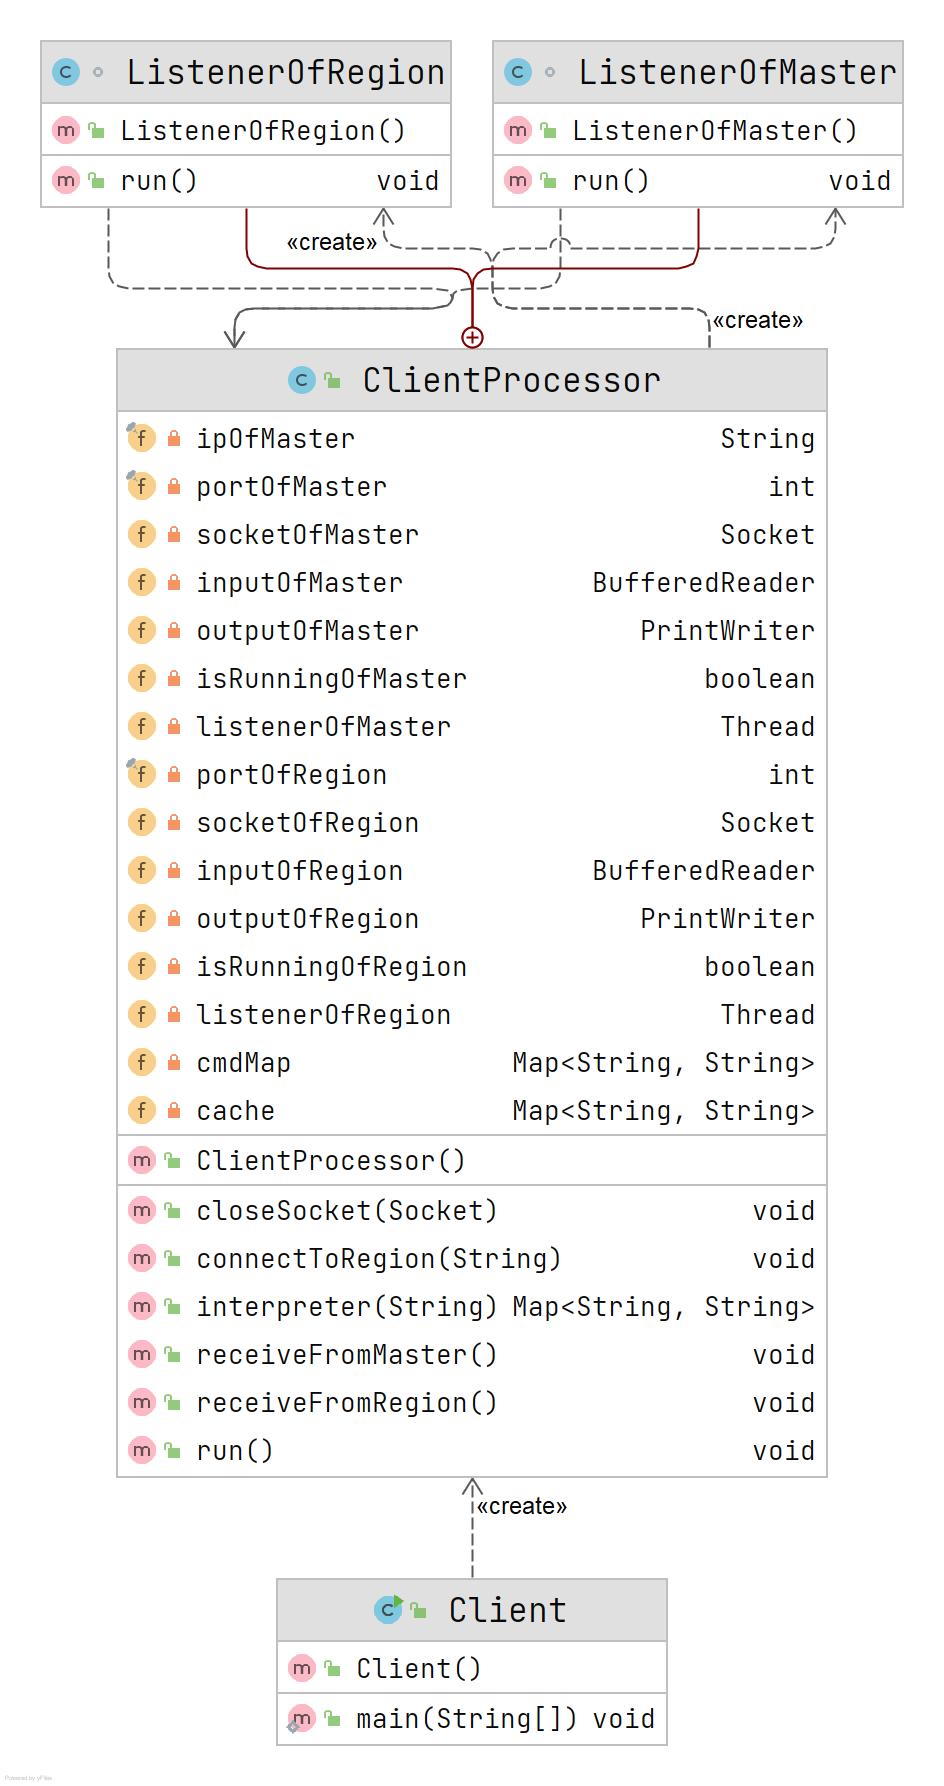 ListenerOfRegion
ListenerOfRegion()
run() void
ListenerOfMaster
ListenerOfMaster()
run() void
«create»
«create»
ClientProcessor
ipOfMaster String
portOfMaster int
socketOfMaster Socket
inputOfMaster BufferedReader
outputOfMaster PrintWriter
isRunningOfMaster boolean
listenerOfMaster Thread
portOfRegion int
socketOfRegion Socket
inputOfRegion BufferedReader
outputOfRegion PrintWriter
isRunningOfRegion boolean
listenerOfRegion Thread
cmdMap Map<String, String>
cache Map<String, String>
ClientProcessor()
closeSocket(Socket) void
connectToRegion(String) void
interpreter(String) Map<String, String>
receiveFromMaster() void
receiveFromRegion() void
run() void
«create»
Client
Client()
main(String[]) void
Powered by yFiles